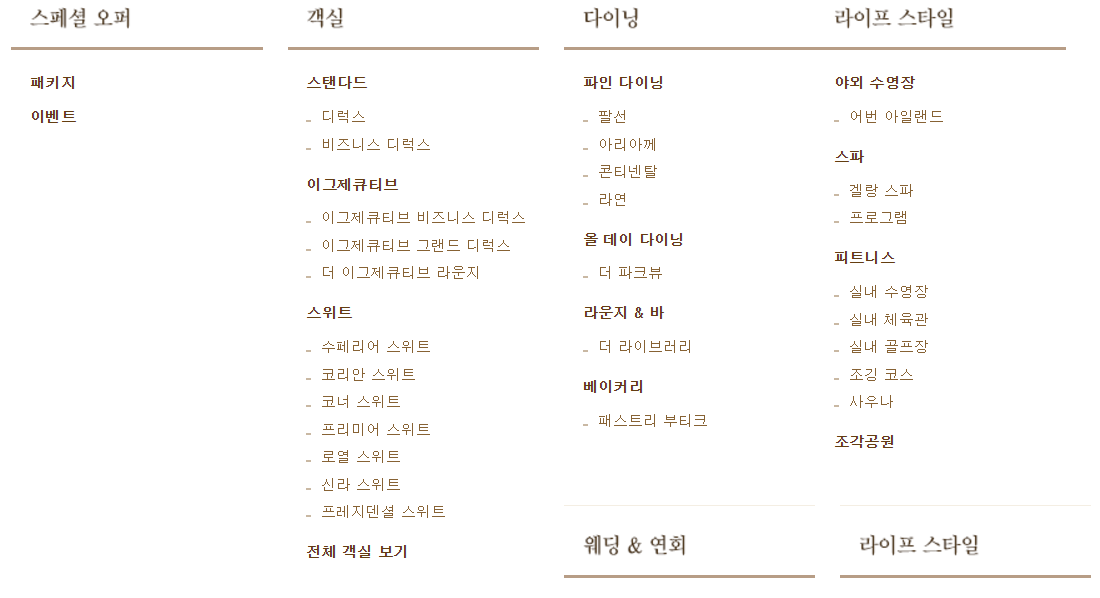 스페셜 오퍼
패키지
이벤트
객실
스탠다드
디럭스
비즈니스 디럭스
이그제큐티브
이그제큐티브 비즈니스 디럭스
이그제큐티브 그랜드 디럭스
더 이그제큐티브 라운지
스위트
수페리어 스위트
코리안 스위트
코너 스위트
프리미어 스위트
로열 스위트
신라 스위트
프레지덴셜 스위트
전체 객실 보기
다이닝
파인 다이닝
팔선
아리아께
콘티넨탈
라연
올 데이 다이닝
더 파크뷰
라운지 & 바
더 라이브러리
베이커리
패스트리 부티크
라이프 스타일
야외 수영장
어번 아일랜드
스파
겔랑 스파
프로그램
피트니스
실내 수영장
실내 체육관
실내 골프장
조깅 코스
사우나
조각공원
웨딩 & 연회
라이프 스타일